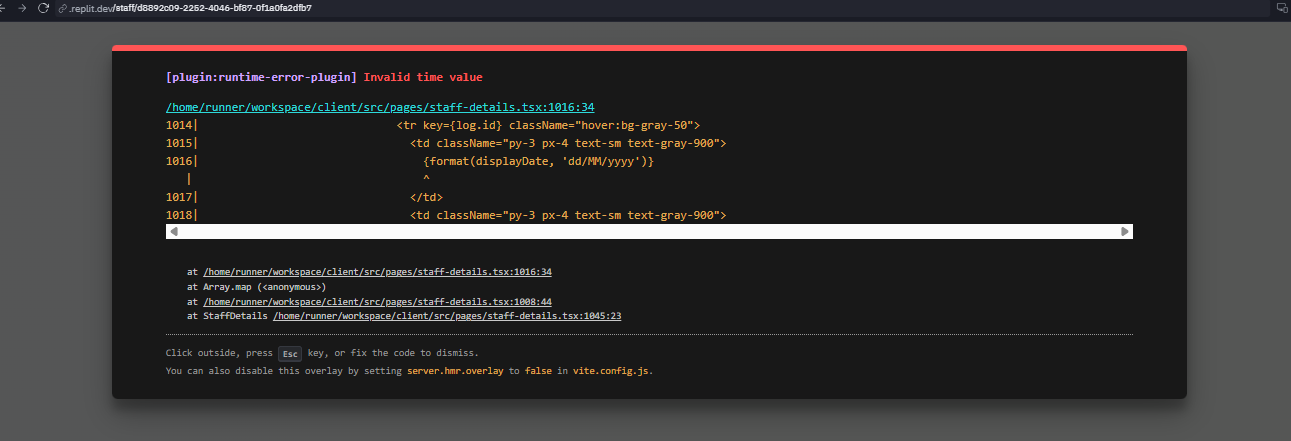 .replit.dev/staff/d8892c09-2252-4046-bf87-0f1a0fa2dfb7
[plugin:runtime-error-plugin] Invalid time value
/home/runner/workspace/client/src/pages/staff-details.tsx:1016:34
1014|                              <tr key={log.id} className="hover:bg-gray-50">
1015|                                <td className="py-3 px-4 text-sm text-gray-900">
1016|                                  {format(displayDate, 'dd/MM/yyyy')}
    |                                  ^
1017|                                </td>
1018|                                <td className="py-3 px-4 text-sm text-gray-900">
at /home/runner/workspace/client/src/pages/staff-details.tsx:1016:34
at Array.map (<anonymous>)
at /home/runner/workspace/client/src/pages/staff-details.tsx:1008:44
at StaffDetails /home/runner/workspace/client/src/pages/staff-details.tsx:1045:23
Click outside, press Esc key, or fix the code to dismiss.
You can also disable this overlay by setting server.hmr.overlay to false in vite.config.js.